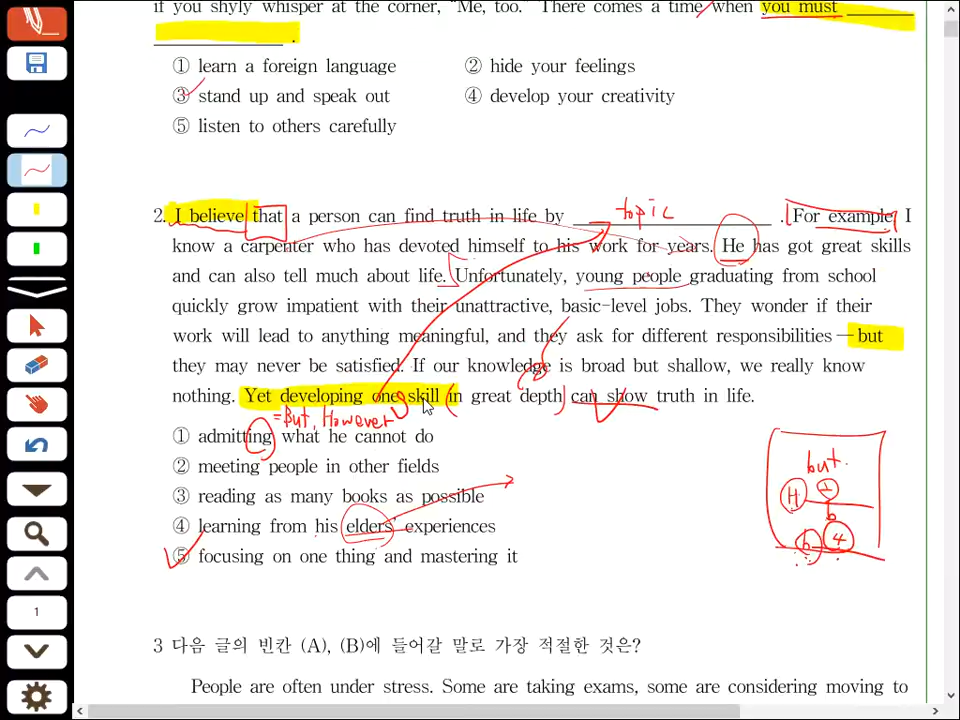 if you shyly whisper at the corner, “Me, too.” There comes a time when you must ________
________________ .
① learn a foreign language ② hide your feelings
③ stand up and speak out ④ develop your creativity
⑤ listen to others carefully
topic
2. I believe that a person can find truth in life by ________________________ . For example, I
know a carpenter who has devoted himself to his work for years. He has got great skills
and can also tell much about life. Unfortunately, young people graduating from school
quickly grow impatient with their unattractive, basic-level jobs. They wonder if their
work will lead to anything meaningful, and they ask for different responsibilities—but
they may never be satisfied. If our knowledge is broad but shallow, we really know
nothing. Yet developing one skill in great depth can show truth in life.
=But, However
① admitting what he cannot do
② meeting people in other fields
③ reading as many books as possible
④ learning from his elders' experiences
⑤ focusing on one thing and mastering it
but.
H
b
4
3 다음 글의 빈칸 (A), (B)에 들어갈 말로 가장 적절한 것은?
People are often under stress. Some are taking exams, some are considering moving to
1